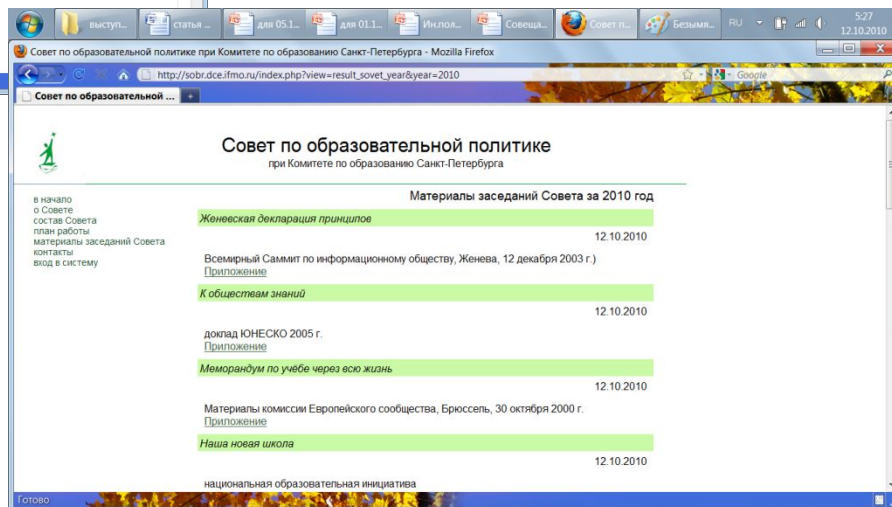 выступ...
статья ...
для 05.1...
для 01.1...
Ин.пол...
Совеща...
Совет п...
Безымя...
RU
5:27
12.10.2010
Совет по образовательной политике при Комитете по образованию Санкт-Петербурга - Mozilla Firefox
http://sobr.dce.ifmo.ru/index.php?view=result_sovet_year&year=2010
Google
Совет по образовательной ...
Совет по образовательной политике
при Комитете по образованию Санкт-Петербурга
в начало
о Совете
состав Совета
план работы
материалы заседаний Совета
контакты
вход в систему
Материалы заседаний Совета за 2010 год
Женевская декларация принципов
12.10.2010
Всемирный Саммит по информационному обществу, Женева, 12 декабря 2003 г.)
Приложение
К обществам знаний
12.10.2010
доклад ЮНЕСКО 2005 г.
Приложение
Меморандум по учёбе через всю жизнь
12.10.2010
Материалы комиссии Европейского сообщества, Брюссель, 30 октября 2000 г.
Приложение
Наша новая школа
12.10.2010
национальная образовательная инициатива
Готово